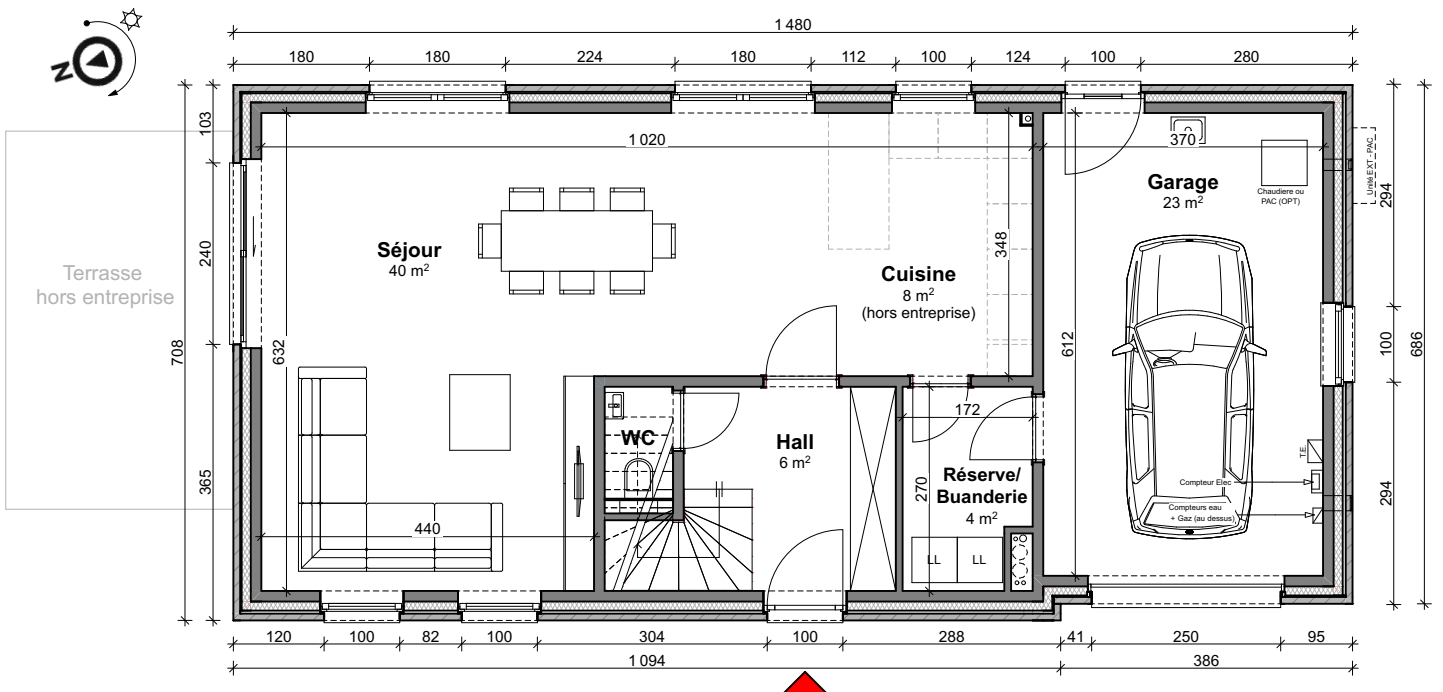 1 480
180
180
224
180
112
100
124
100
280
N
103
240
365
708
1 020
370
Unité EXT - PAC
Garage
23 m²
Chaudiere ou
PAC (OPT)
294
100
294
686
Séjour
40 m²
Terrasse
hors entreprise
348
Cuisine
8 m²
(hors entreprise)
632
612
172
WC
Hall
6 m²
270
Réserve/
Buanderie
4 m²
T.E.
Compteur Elec
Compteurs eau
+ Gaz (au dessus)
440
LL
LL
120
100
82
100
304
100
288
41
250
95
1 094
386